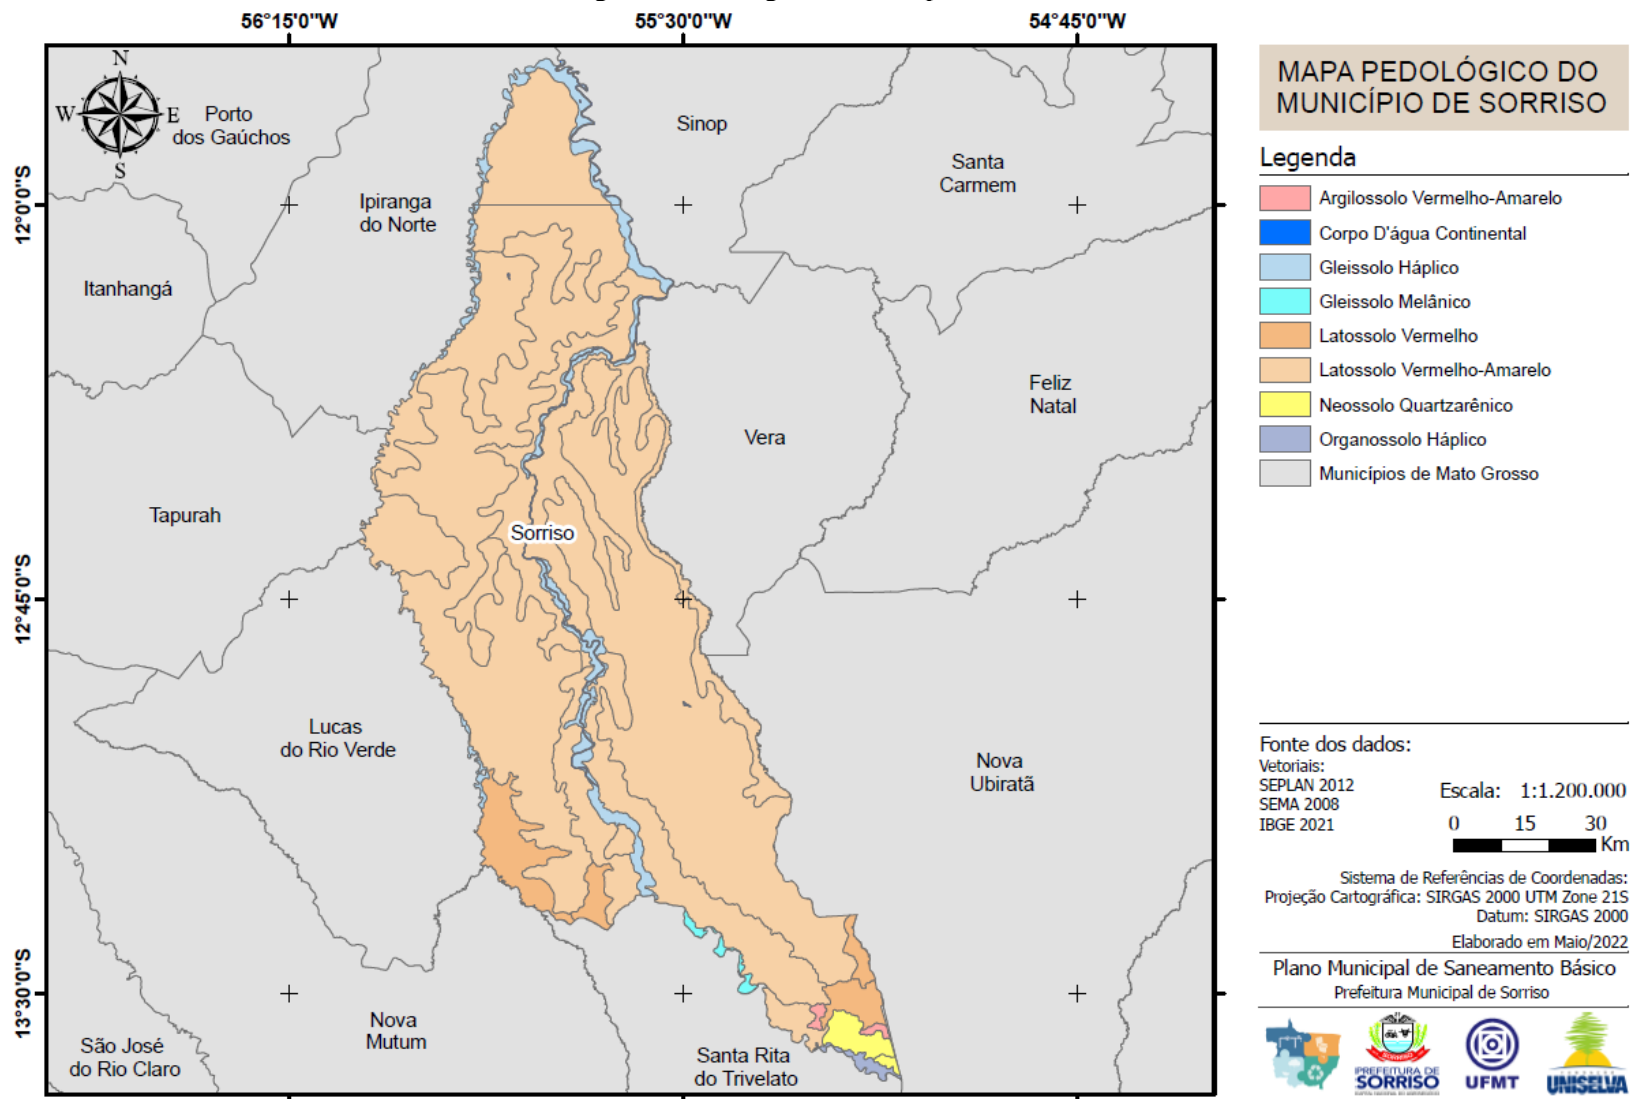 56°15'0"W
55°30'0"W
54°45'0"W
12°0'0"S
12°45'0"S
13°30'0"S
N
W
E
S
Porto
dos Gaúchos
Sinop
Santa
Carmem
Ipiranga
do Norte
Itanhangá
Feliz
Natal
Vera
Tapurah
Sorriso
Lucas
do Rio Verde
Nova
Ubiratã
Nova
Mutum
São José
do Rio Claro
Santa Rita
do Trivelato
MAPA PEDOLÓGICO DO
MUNICÍPIO DE SORRISO
Legenda
Argilossolo Vermelho-Amarelo
Corpo D'água Continental
Gleissolo Háplico
Gleissolo Melânico
Latossolo Vermelho
Latossolo Vermelho-Amarelo
Neossolo Quartzarênico
Organossolo Háplico
Municípios de Mato Grosso
Fonte dos dados:
Vetoriais:
SEPLAN 2012
SEMA 2008
IBGE 2021
Escala: 1:1.200.000
0 15 30
Km
Sistema de Referências de Coordenadas:
Projeção Cartográfica: SIRGAS 2000 UTM Zone 21S
Datum: SIRGAS 2000
Elaborado em Maio/2022
Plano Municipal de Saneamento Básico
Prefeitura Municipal de Sorriso
SORRISO
PREFEITURA DE
SORRISO
UFMT
UNISELVA